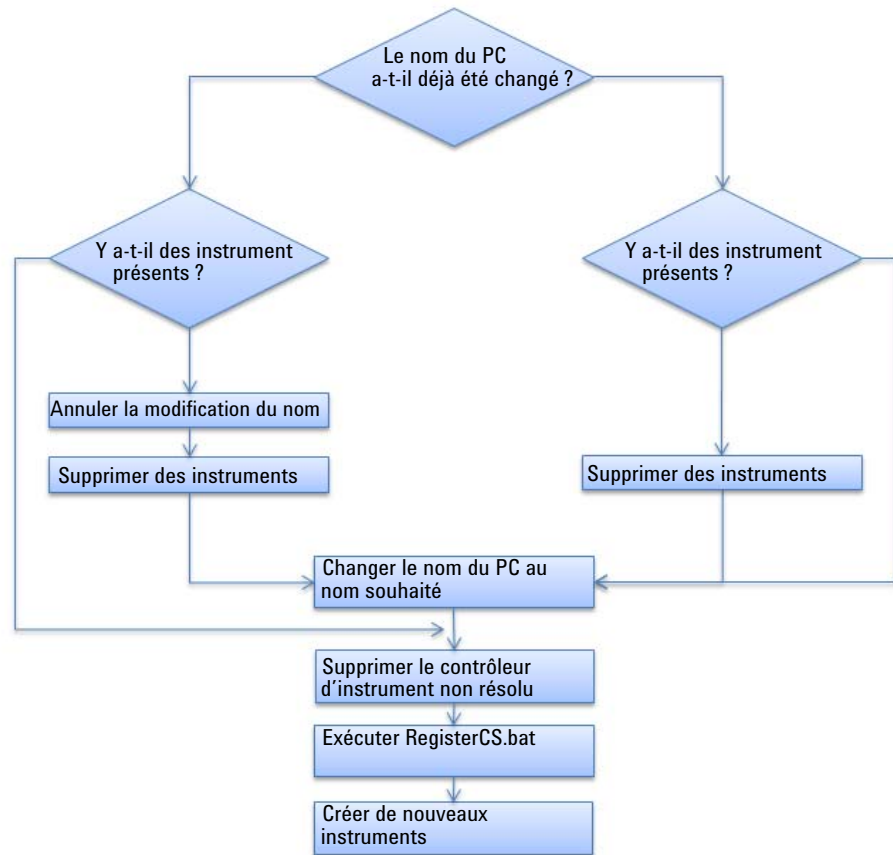 Le nom du PC
a-t-il déjà été changé ?
Y a-t-il des instrument
présents ?
Y a-t-il des instrument
présents ?
Annuler la modification du nom
Supprimer des instruments
Supprimer des instruments
Changer le nom du PC au
nom souhaité
Supprimer le contrôleur
d’instrument non résolu
Exécuter RegisterCS.bat
Créer de nouveaux
instruments